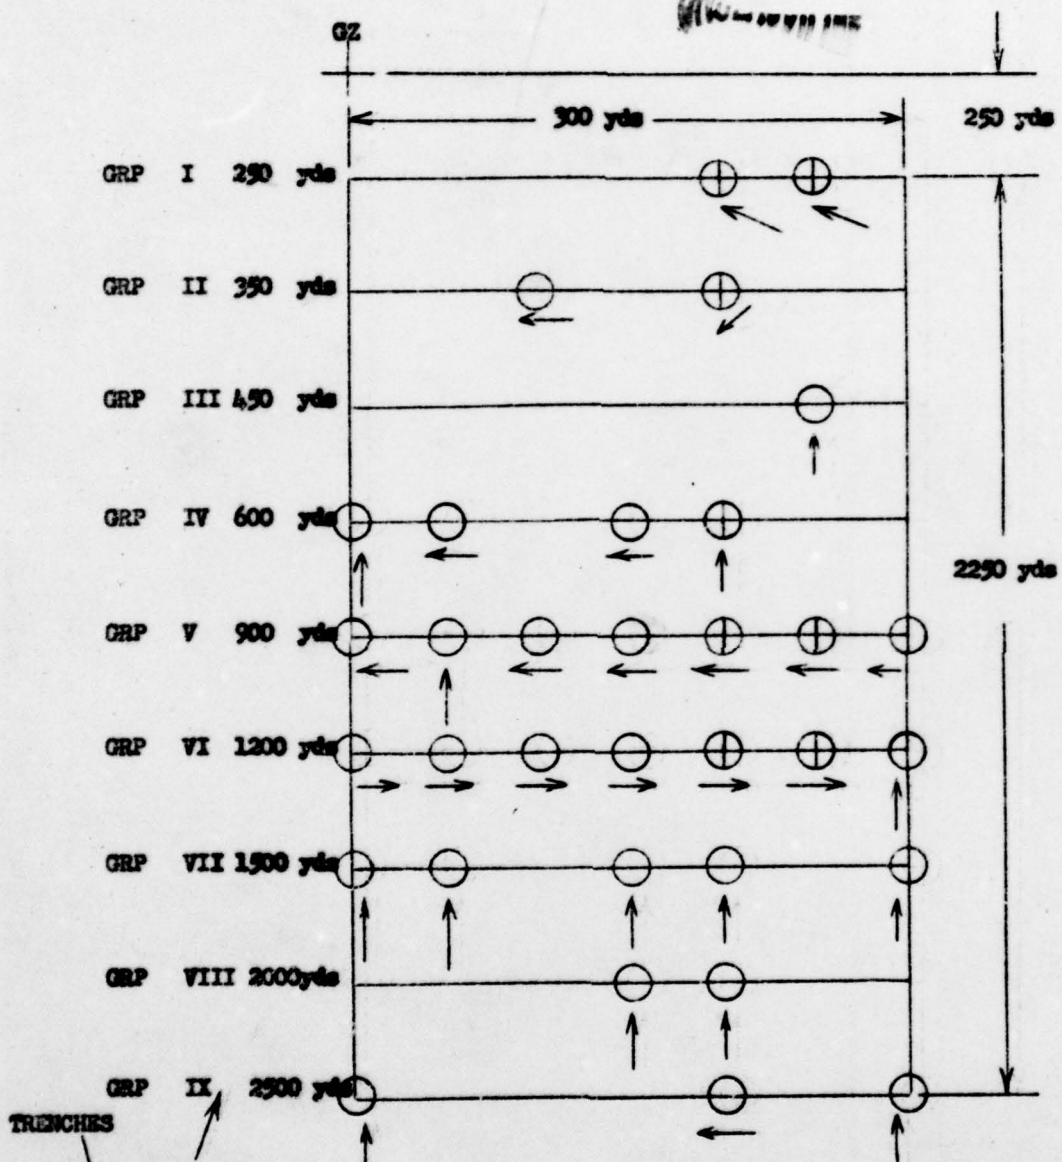 GZ
300 yds
250 yds
GRP I 250 yds
GRP II 350 yds
GRP III 450 yds
GRP IV 600 yds
2250 yds
GRP V 900 yds
GRP VI 1200 yds
GRP VII 1500 yds
GRP VIII 2000yds
GRP IX 2500 yds
TRENCHES